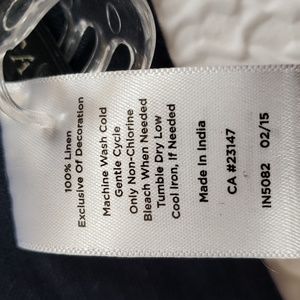 100% Linen
Exclusive Of Decoration
Machine Wash Cold
Gentle Cycle
Only Non-Chlorine
Bleach When Needed
Tumble Dry Low
Cool Iron, If Needed
Made In India
CA #23147
IN5082 02/15